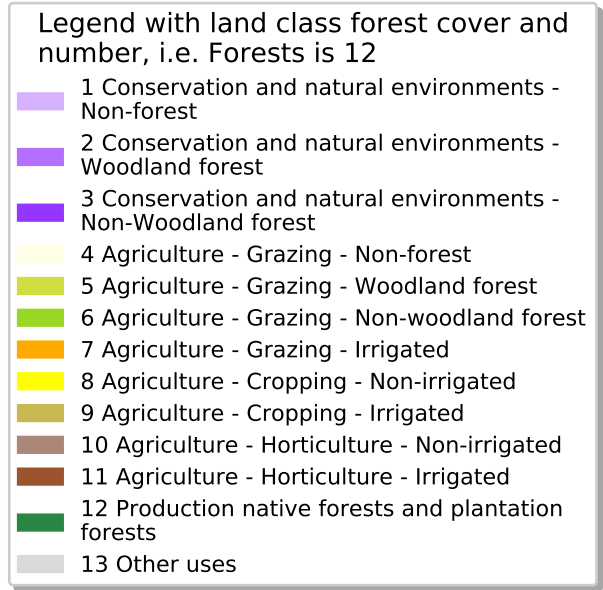 Legend with land class forest cover and
number, i.e. Forests is 12
1 Conservation and natural environments -
Non-forest
2 Conservation and natural environments -
Woodland forest
3 Conservation and natural environments -
Non-Woodland forest
4 Agriculture - Grazing - Non-forest
5 Agriculture - Grazing - Woodland forest
6 Agriculture - Grazing - Non-woodland forest
7 Agriculture - Grazing - Irrigated
8 Agriculture - Cropping - Non-irrigated
9 Agriculture - Cropping - Irrigated
10 Agriculture - Horticulture - Non-irrigated
11 Agriculture - Horticulture - Irrigated
12 Production native forests and plantation
forests
13 Other uses